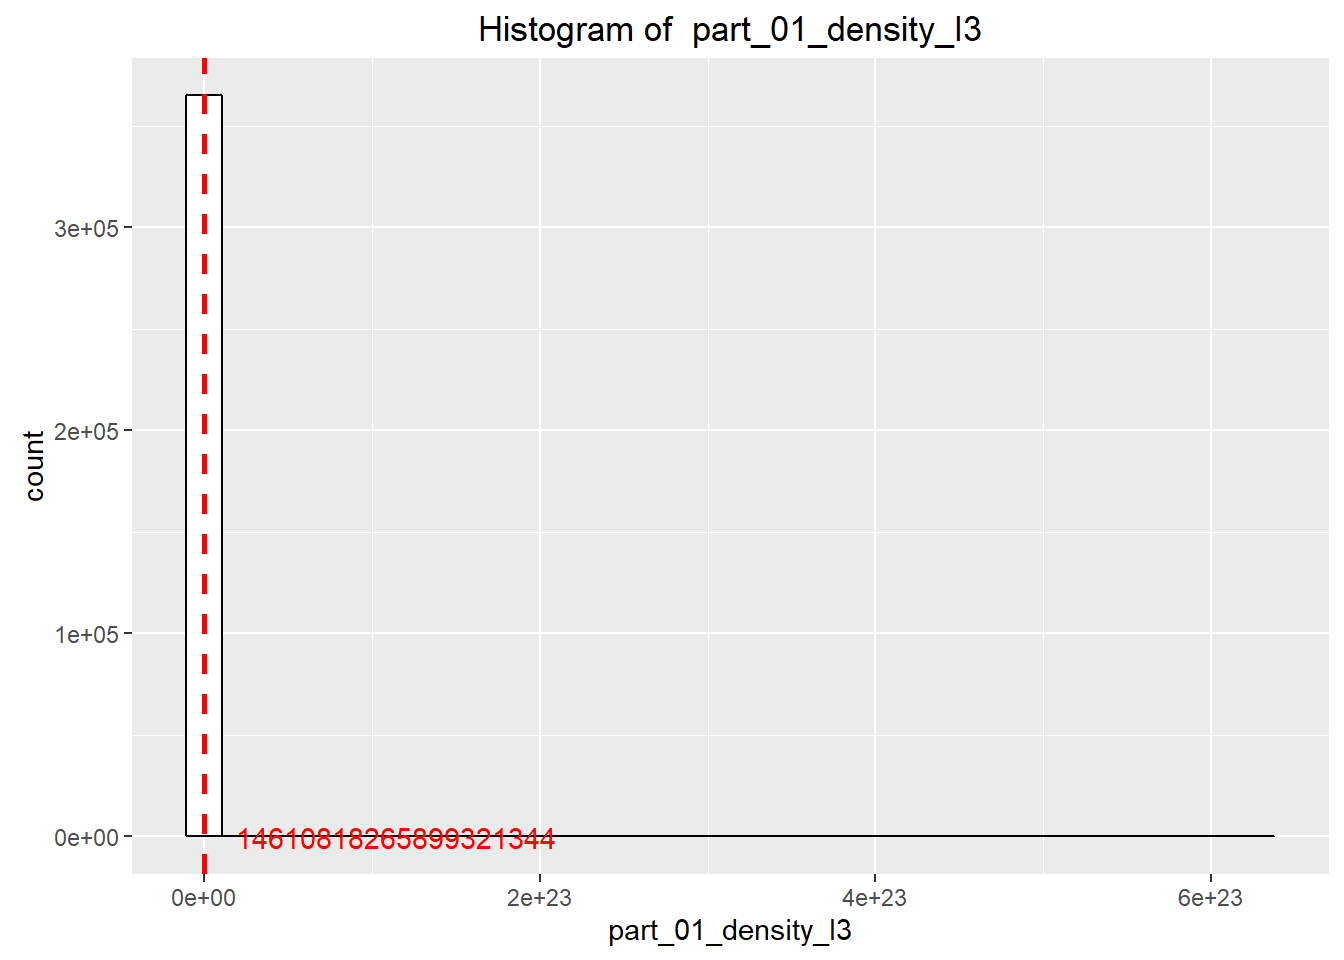 Histogram of  part_01_density_l3
3e+05
2e+05
1e+05
0e+00
count
14610818265899321344
0e+00 2e+23 4e+23 6e+23
part_01_density_l3